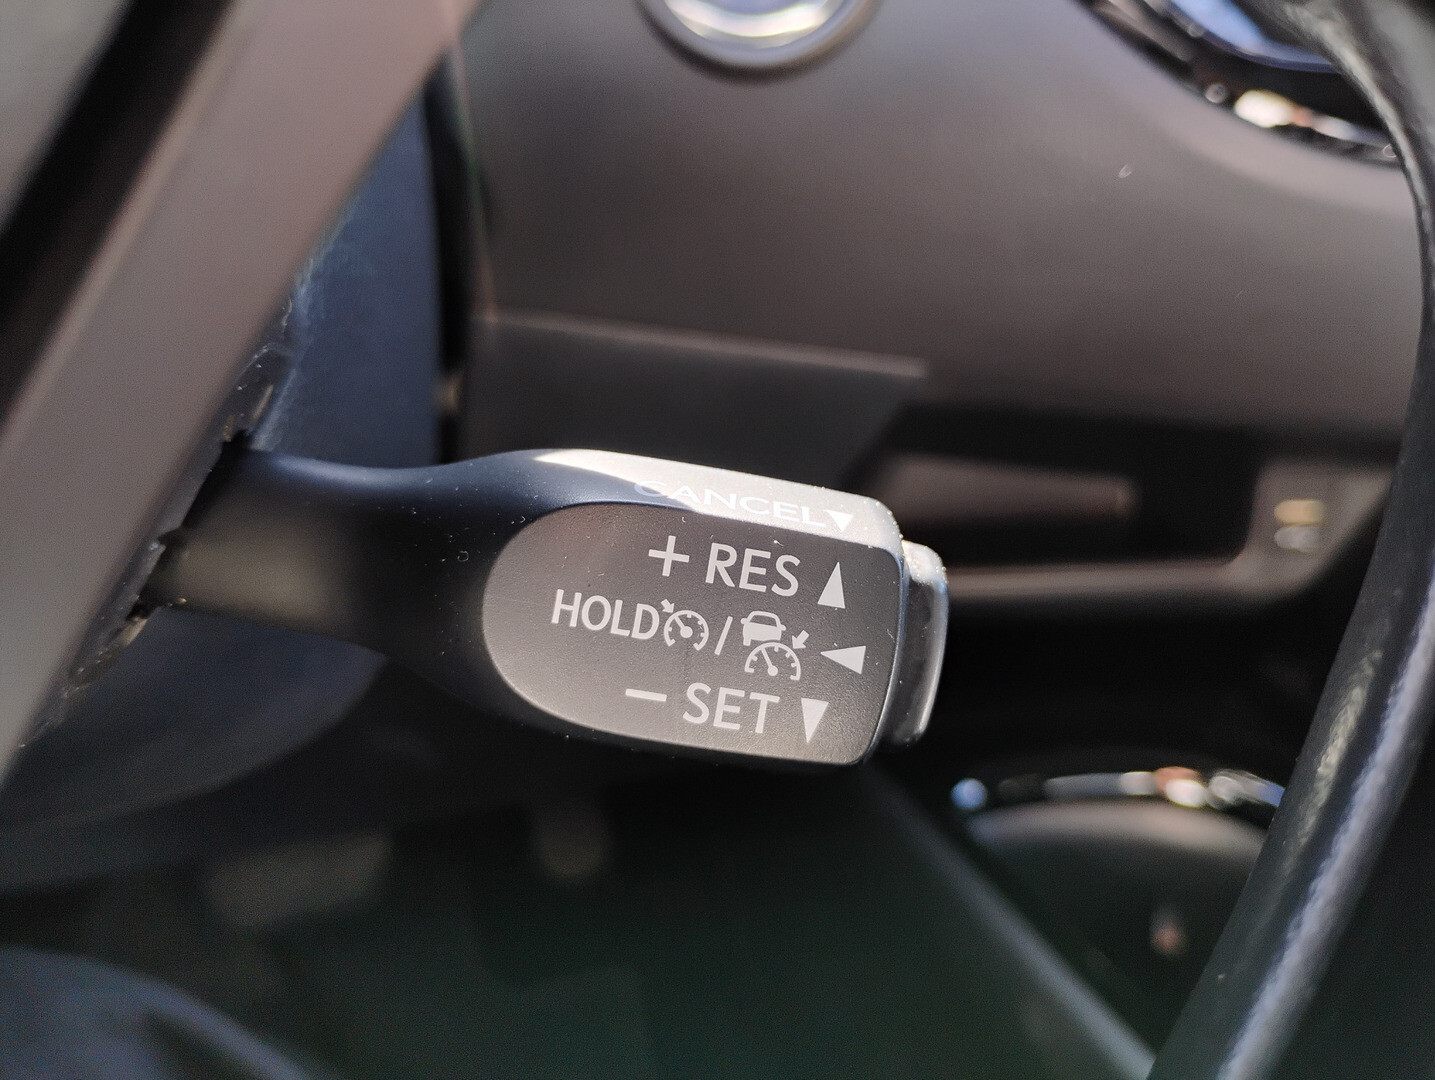 CANCEL▼
+ RES ▲
HOLD / ◀
− SET ▼